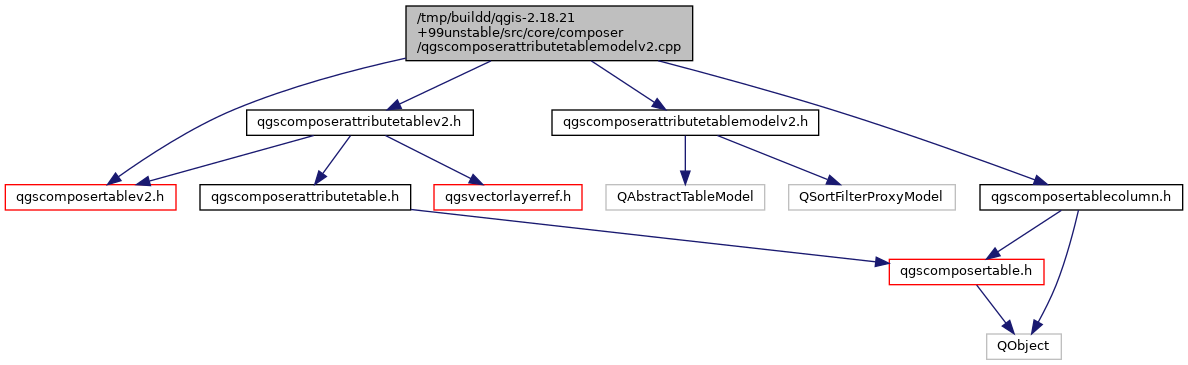 /tmp/buildd/qgis-2.18.21
+99unstable/src/core/composer
/qgscomposerattributetablemodelv2.cpp
qgscomposerattributetablev2.h
qgscomposerattributetablemodelv2.h
qgscomposertablev2.h
qgscomposerattributetable.h
qgsvectorlayerref.h
QAbstractTableModel
QSortFilterProxyModel
qgscomposertablecolumn.h
qgscomposertable.h
QObject